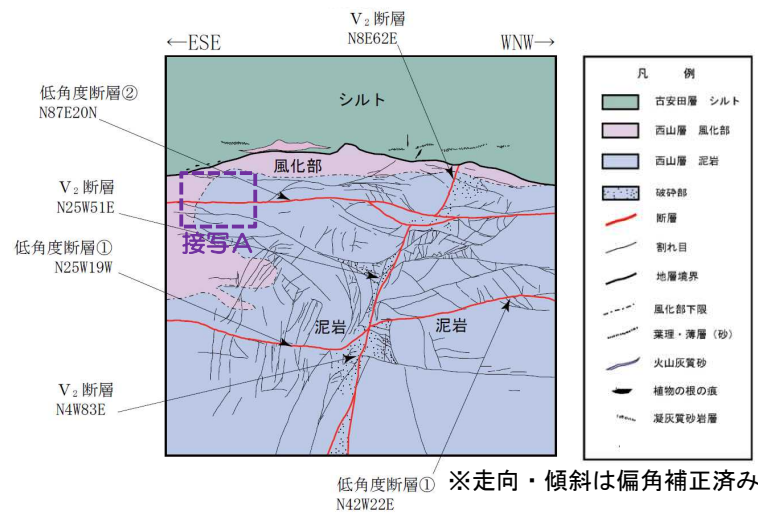 V₂断層
N8E62E
←ESE
WNW→
低角度断層②
N87E20N
シルト
風化部
V₂断層
N25W51E
接写A
低角度断層①
N25W19W
泥岩
泥岩
V₂断層
N4W83E
低角度断層①
N42W22E
凡 例
古安田層 シルト
西山層 風化部
西山層 泥岩
破砕部
断層
割れ目
地層境界
風化部下限
葉理・薄層（砂）
火山灰質砂
植物の根の痕
凝灰質砂岩層
※走向・傾斜は偏角補正済み